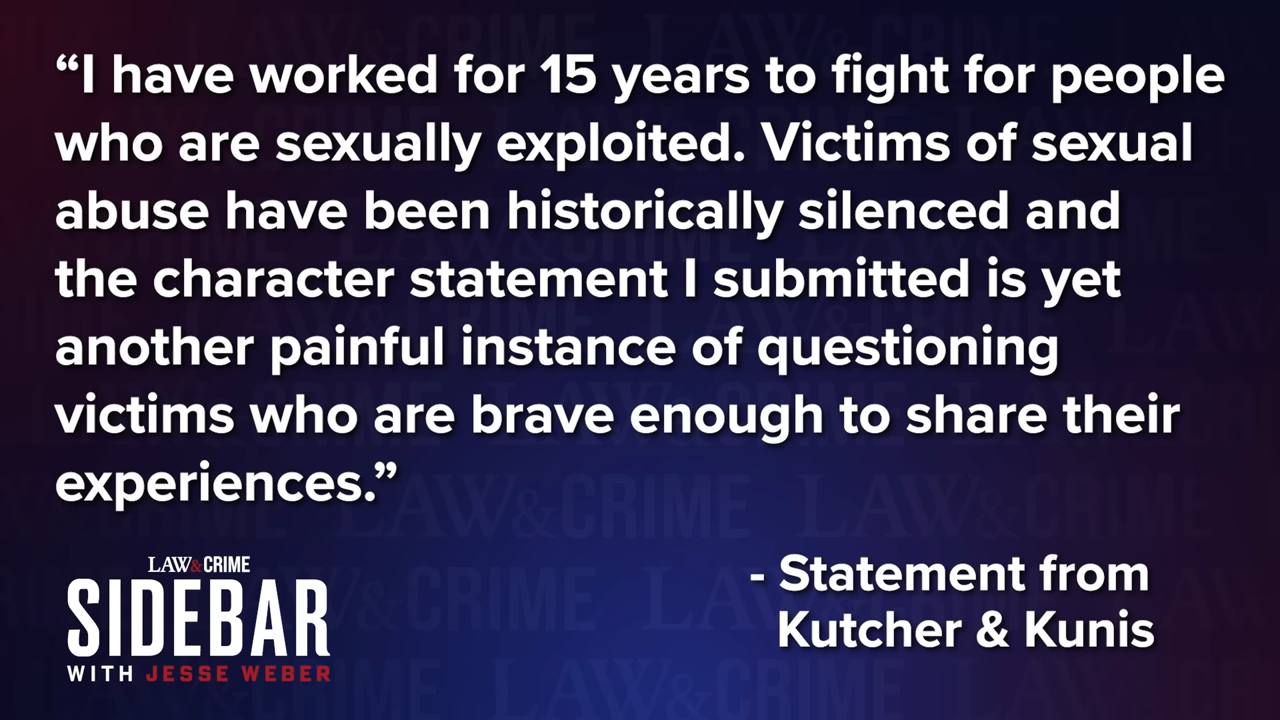 “I have worked for 15 years to fight for people
who are sexually exploited. Victims of sexual
abuse have been historically silenced and
the character statement I submitted is yet
another painful instance of questioning
victims who are brave enough to share their
experiences.”
- Statement from
Kutcher & Kunis
LAW&CRIME
SIDEBAR
WITH JESSE WEBER